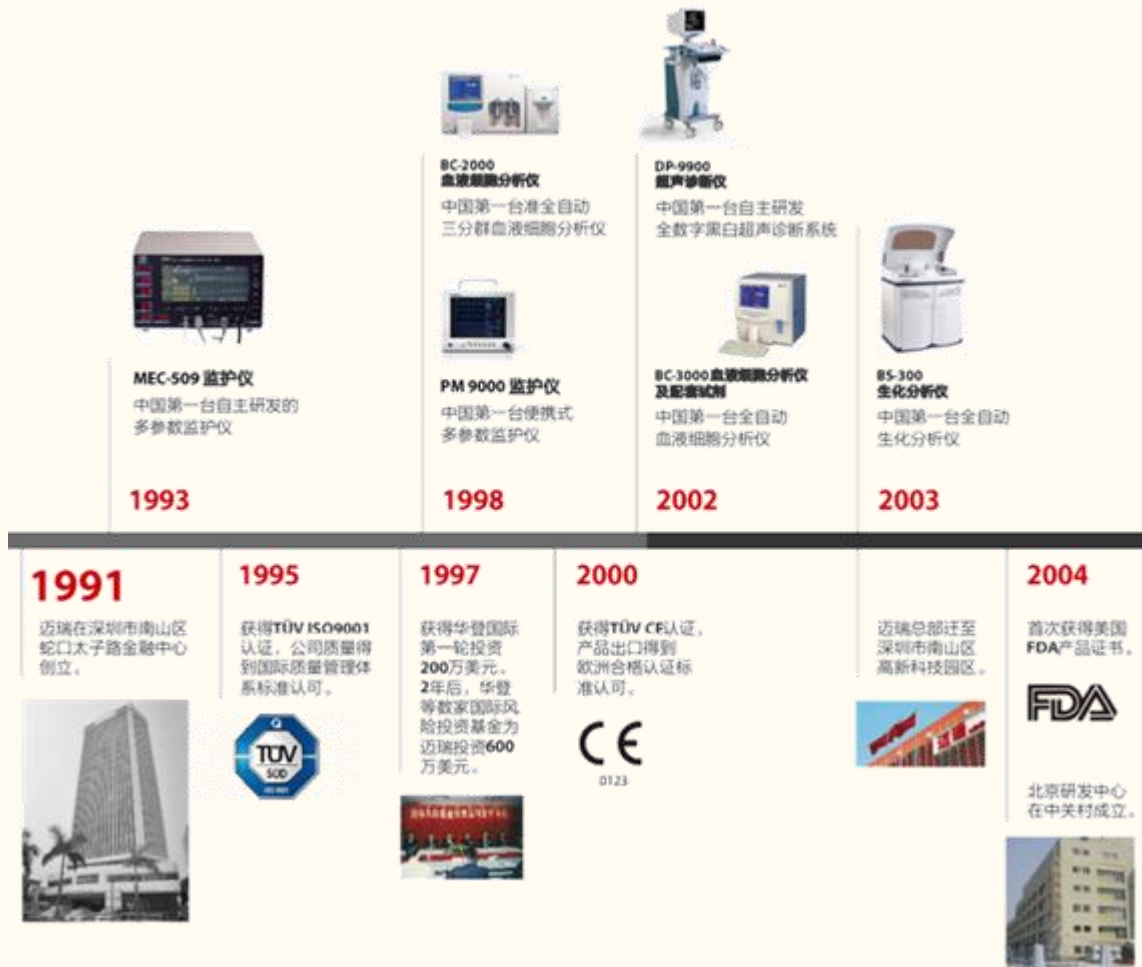 BC-2000
血液细胞分析仪
中国第一台准全自动
三分群血液细胞分析仪
DP-9900
超声诊断仪
中国第一台自主研发
全数字黑白超声诊断系统
MEC-509 监护仪
中国第一台自主研发的
多参数监护仪
PM 9000 监护仪
中国第一台便携式
多参数监护仪
BC-3000血液细胞分析仪
及配套试剂
中国第一台全自动
血液细胞分析仪
BS-300
生化分析仪
中国第一台全自动
生化分析仪
1993
1998
2002
2003
1991
迈瑞在深圳市南山区
蛇口太子路金融中心
创立。
1995
获得TÜV ISO9001
认证，公司质量得
到国际质量管理体
系标准认可。
TÜV
1997
获得华登国际
第一轮投资
200万美元。
2年后，华登
等数家国际风
险投资基金为
迈瑞投资600
万美元。
2000
获得TÜV CE认证，
产品出口得到
欧洲合格认证标
准认可。
CE
0123
迈瑞总部迁至
深圳市南山区
高新科技园区。
2004
首次获得美国
FDA产品证书。
FDA
北京研发中心
在中关村成立。